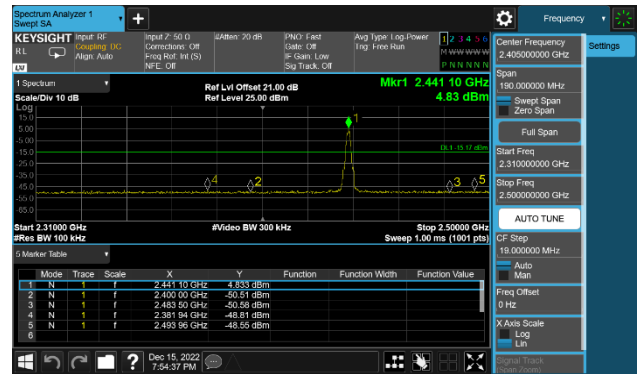 Spectrum Analyzer 1
Swept SA
Frequency
KEYSIGHT
RL
Input: RF
Coupling: DC
Align: Auto
Input Z: 50 Ω
Corrections: Off
Freq Ref: Int (S)
NFE: Off
#Atten: 20 dB
PNO: Fast
Gate: Off
IF Gain: Low
Sig Track: Off
Avg Type: Log-Power
Trig: Free Run
1 2 3 4 5 6
M W W W W W
P N N N N N
1 Spectrum
Scale/Div 10 dB
Ref Lvl Offset 21.00 dB
Ref Level 25.00 dBm
Mkr1 2.441 10 GHz
4.83 dBm
Log
15.0
5.00
-5.00
-15.0
-25.0
-35.0
-45.0
-55.0
-65.0
DL1 -15.17 dBm
1
4
2
3
5
Start 2.31000 GHz
#Res BW 100 kHz
#Video BW 300 kHz
Stop 2.50000 GHz
Sweep 1.00 ms (1001 pts)
5 Marker Table
Mode Trace Scale X Y Function Function Width Function Value
1 N 1 f 2.441 10 GHz 4.833 dBm
2 N 1 f 2.400 00 GHz -50.51 dBm
3 N 1 f 2.483 50 GHz -50.58 dBm
4 N 1 f 2.381 94 GHz -48.81 dBm
5 N 1 f 2.493 96 GHz -48.55 dBm
6
Dec 15, 2022
7:54:37 PM
Center Frequency
2.405000000 GHz
Settings
Span
190.000000 MHz
Swept Span
Zero Span
Full Span
Start Freq
2.310000000 GHz
Stop Freq
2.500000000 GHz
AUTO TUNE
CF Step
19.000000 MHz
Auto
Man
Freq Offset
0 Hz
X Axis Scale
Log
Lin
Signal Track
(Span Zoom)